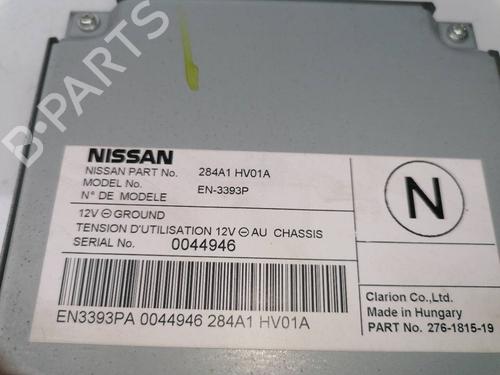 B-PARTS
NISSAN
NISSAN PART No. 284A1 HV01A
MODEL No. EN-3393P
N° DE MODELE
12V ⊖ GROUND
TENSION D'UTILISATION 12V ⊖ AU CHASSIS
SERIAL No. 0044946
EN3393PA 0044946 284A1 HV01A
N
Clarion Co.,Ltd.
Made in Hungary
PART No. 276-1815-19